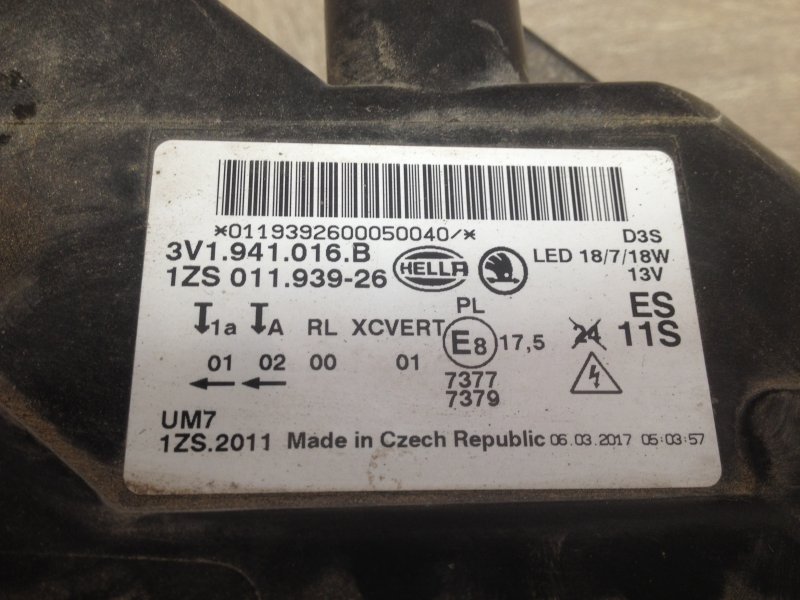 *0119392600050040/*
3V1.941.016.B
1ZS 011.939-26
HELLA
D3S
LED 18/7/18W
13V
1a A RL XCVERT
01 02 00 01
PL
E8 17,5
7377
7379
ES
24 11S
UM7
1ZS.2011 Made in Czech Republic 06.03.2017 05:03:57